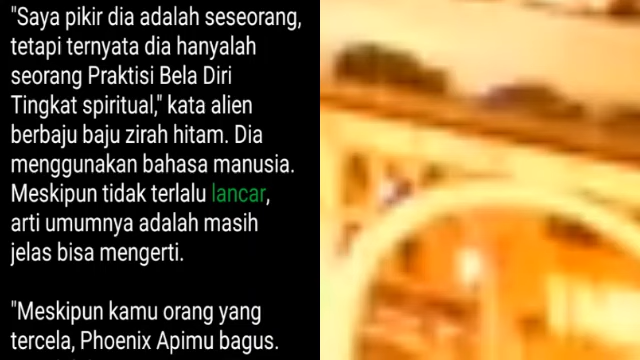 "Saya pikir dia adalah seseorang,
tetapi ternyata dia hanyalah
seorang Praktisi Bela Diri
Tingkat spiritual," kata alien
berbaju baju zirah hitam. Dia
menggunakan bahasa manusia.
Meskipun tidak terlalu lancar,
arti umumnya adalah masih
jelas bisa mengerti.
"Meskipun kamu orang yang
tercela, Phoenix Apimu bagus.